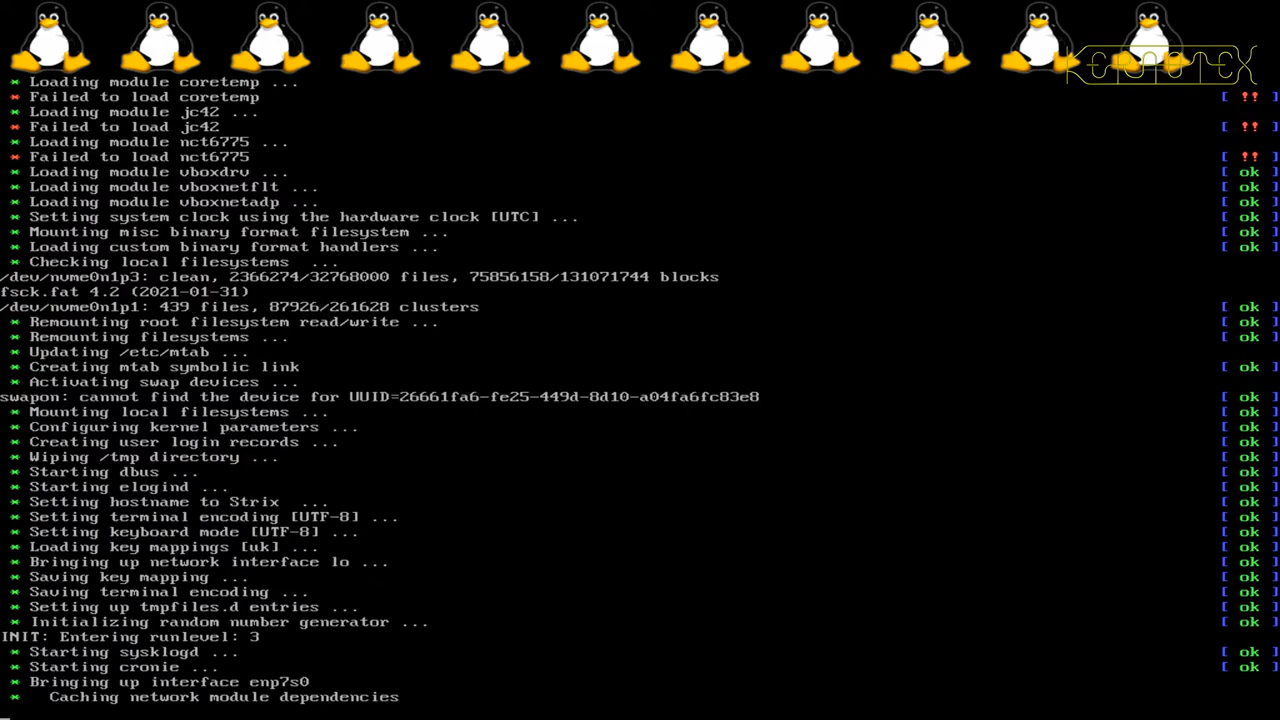 KERNOTEX
* Loading module coretemp ...
* Failed to load coretemp [ !! ]
* Loading module jc42 ...
* Failed to load jc42 [ !! ]
* Loading module nct6775 ...
* Failed to load nct6775 [ !! ]
* Loading module vboxdrv ... [ ok ]
* Loading module vboxnetflt ... [ ok ]
* Loading module vboxnetadp ... [ ok ]
* Setting system clock using the hardware clock [UTC] ... [ ok ]
* Mounting misc binary format filesystem ... [ ok ]
* Loading custom binary format handlers ... [ ok ]
* Checking local filesystems  ...
/dev/nvme0n1p3: clean, 2366274/32768000 files, 75856158/131071744 blocks
fsck.fat 4.2 (2021-01-31)
/dev/nvme0n1p1: 439 files, 87926/261628 clusters [ ok ]
* Remounting root filesystem read/write ... [ ok ]
* Remounting filesystems ... [ ok ]
* Updating /etc/mtab ...
* Creating mtab symbolic link [ ok ]
* Activating swap devices ...
swapon: cannot find the device for UUID=26661fa6-fe25-449d-8d10-a04fa6fc83e8 [ ok ]
* Mounting local filesystems ... [ ok ]
* Configuring kernel parameters ... [ ok ]
* Creating user login records ... [ ok ]
* Wiping /tmp directory ... [ ok ]
* Starting dbus ... [ ok ]
* Starting elogind ... [ ok ]
* Setting hostname to Strix  ... [ ok ]
* Setting terminal encoding [UTF-8] ... [ ok ]
* Setting keyboard mode [UTF-8] ... [ ok ]
* Loading key mappings [uk] ... [ ok ]
* Bringing up network interface lo ... [ ok ]
* Saving key mapping ... [ ok ]
* Saving terminal encoding ... [ ok ]
* Setting up tmpfiles.d entries ... [ ok ]
* Initializing random number generator ... [ ok ]
INIT: Entering runlevel: 3
* Starting sysklogd ... [ ok ]
* Starting cronie ... [ ok ]
* Bringing up interface enp7s0
*   Caching network module dependencies